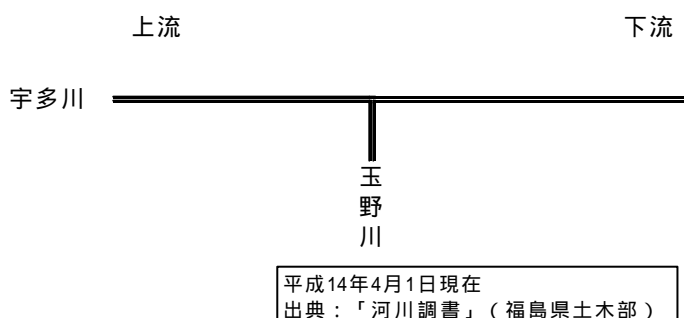 上流
下流
宇多川
玉野川
平成14年4月1日現在
出典：「河川調書」（福島県土木部）